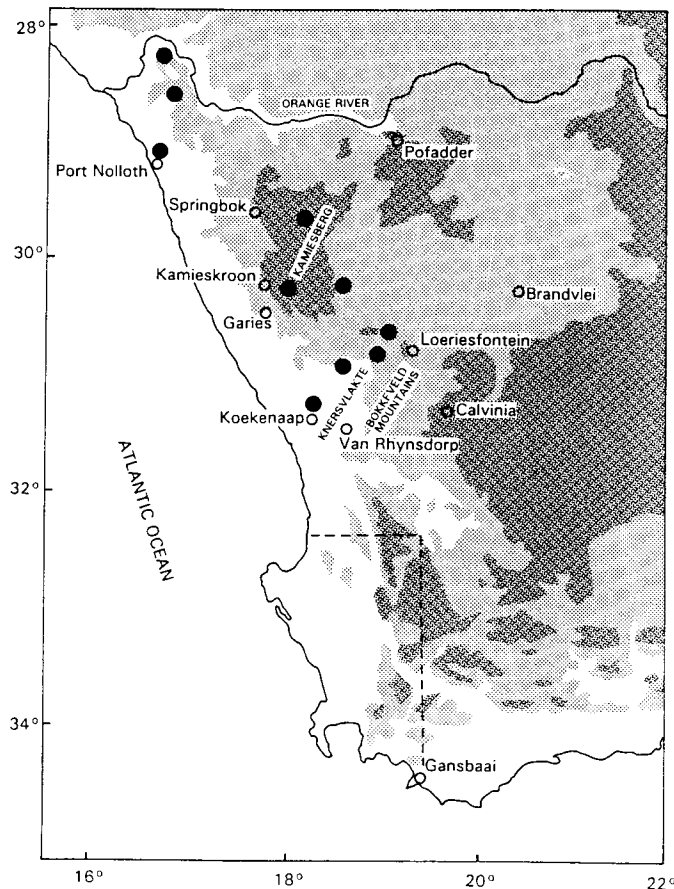 28°
ORANGE RIVER
Pofadder
Port Nolloth
Springbok
KAMIESBERG
30°
Kamieskroon
Brandvlei
Garies
Loeriesfontein
KNERSVLAKTE
BOKKFVELD
MOUNTAINS
Calvinia
Koekenaap
Van Rhynsdorp
ATLANTIC OCEAN
32°
34°
Gansbaai
16°
18°
20°
22°